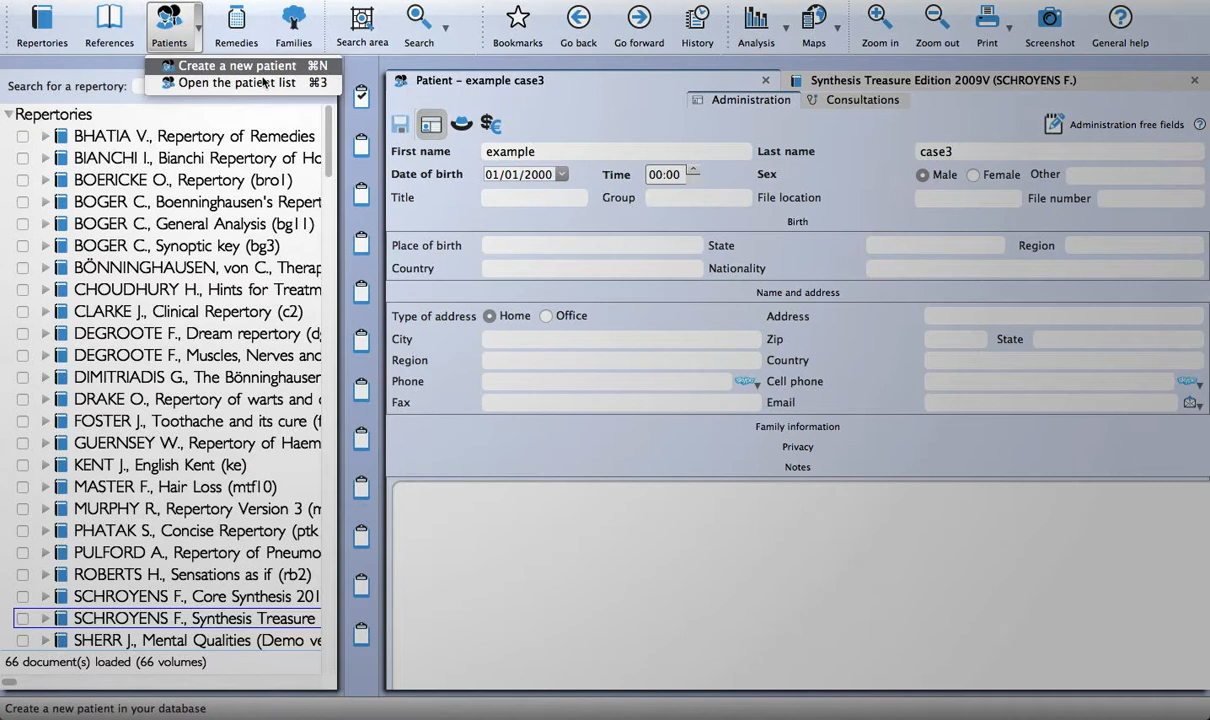 Repertories References Patients Remedies Families Search area Search Bookmarks Go back Go forward History Analysis Maps Zoom in Zoom out Print Screenshot General help
Create a new patient ⌘N
Open the patient list ⌘3
Search for a repertory:
Repertories
BHATIA V., Repertory of Remedies
BIANCHI I., Bianchi Repertory of Ho
BOERICKE O., Repertory (bro1)
BOGER C., Boenninghausen's Repert
BOGER C., General Analysis (bg11)
BOGER C., Synoptic key (bg3)
BÖNNINGHAUSEN, von C., Therap
CHOUDHURY H., Hints for Treatm
CLARKE J., Clinical Repertory (c2)
DEGROOTE F., Dream repertory (dg
DEGROOTE F., Muscles, Nerves and
DIMITRIADIS G., The Bönninghausen
DRAKE O., Repertory of warts and c
FOSTER J., Toothache and its cure (f
GUERNSEY W., Repertory of Haem
KENT J., English Kent (ke)
MASTER F., Hair Loss (mtf10)
MURPHY R., Repertory Version 3 (m
PHATAK S., Concise Repertory (ptk
PULFORD A., Repertory of Pneumo
ROBERTS H., Sensations as if (rb2)
SCHROYENS F., Core Synthesis 201
SCHROYENS F., Synthesis Treasure
SHERR J., Mental Qualities (Demo ve
66 document(s) loaded (66 volumes)
Patient – example case3
Synthesis Treasure Edition 2009V (SCHROYENS F.)
Administration Consultations
Administration free fields
First name example Last name case3
Date of birth 01/01/2000 Time 00:00 Sex Male Female Other
Title Group File location File number
Birth
Place of birth State Region
Country Nationality
Name and address
Type of address Home Office Address
City Zip State
Region Country
Phone skype Cell phone skype
Fax Email
Family information
Privacy
Notes
Create a new patient in your database